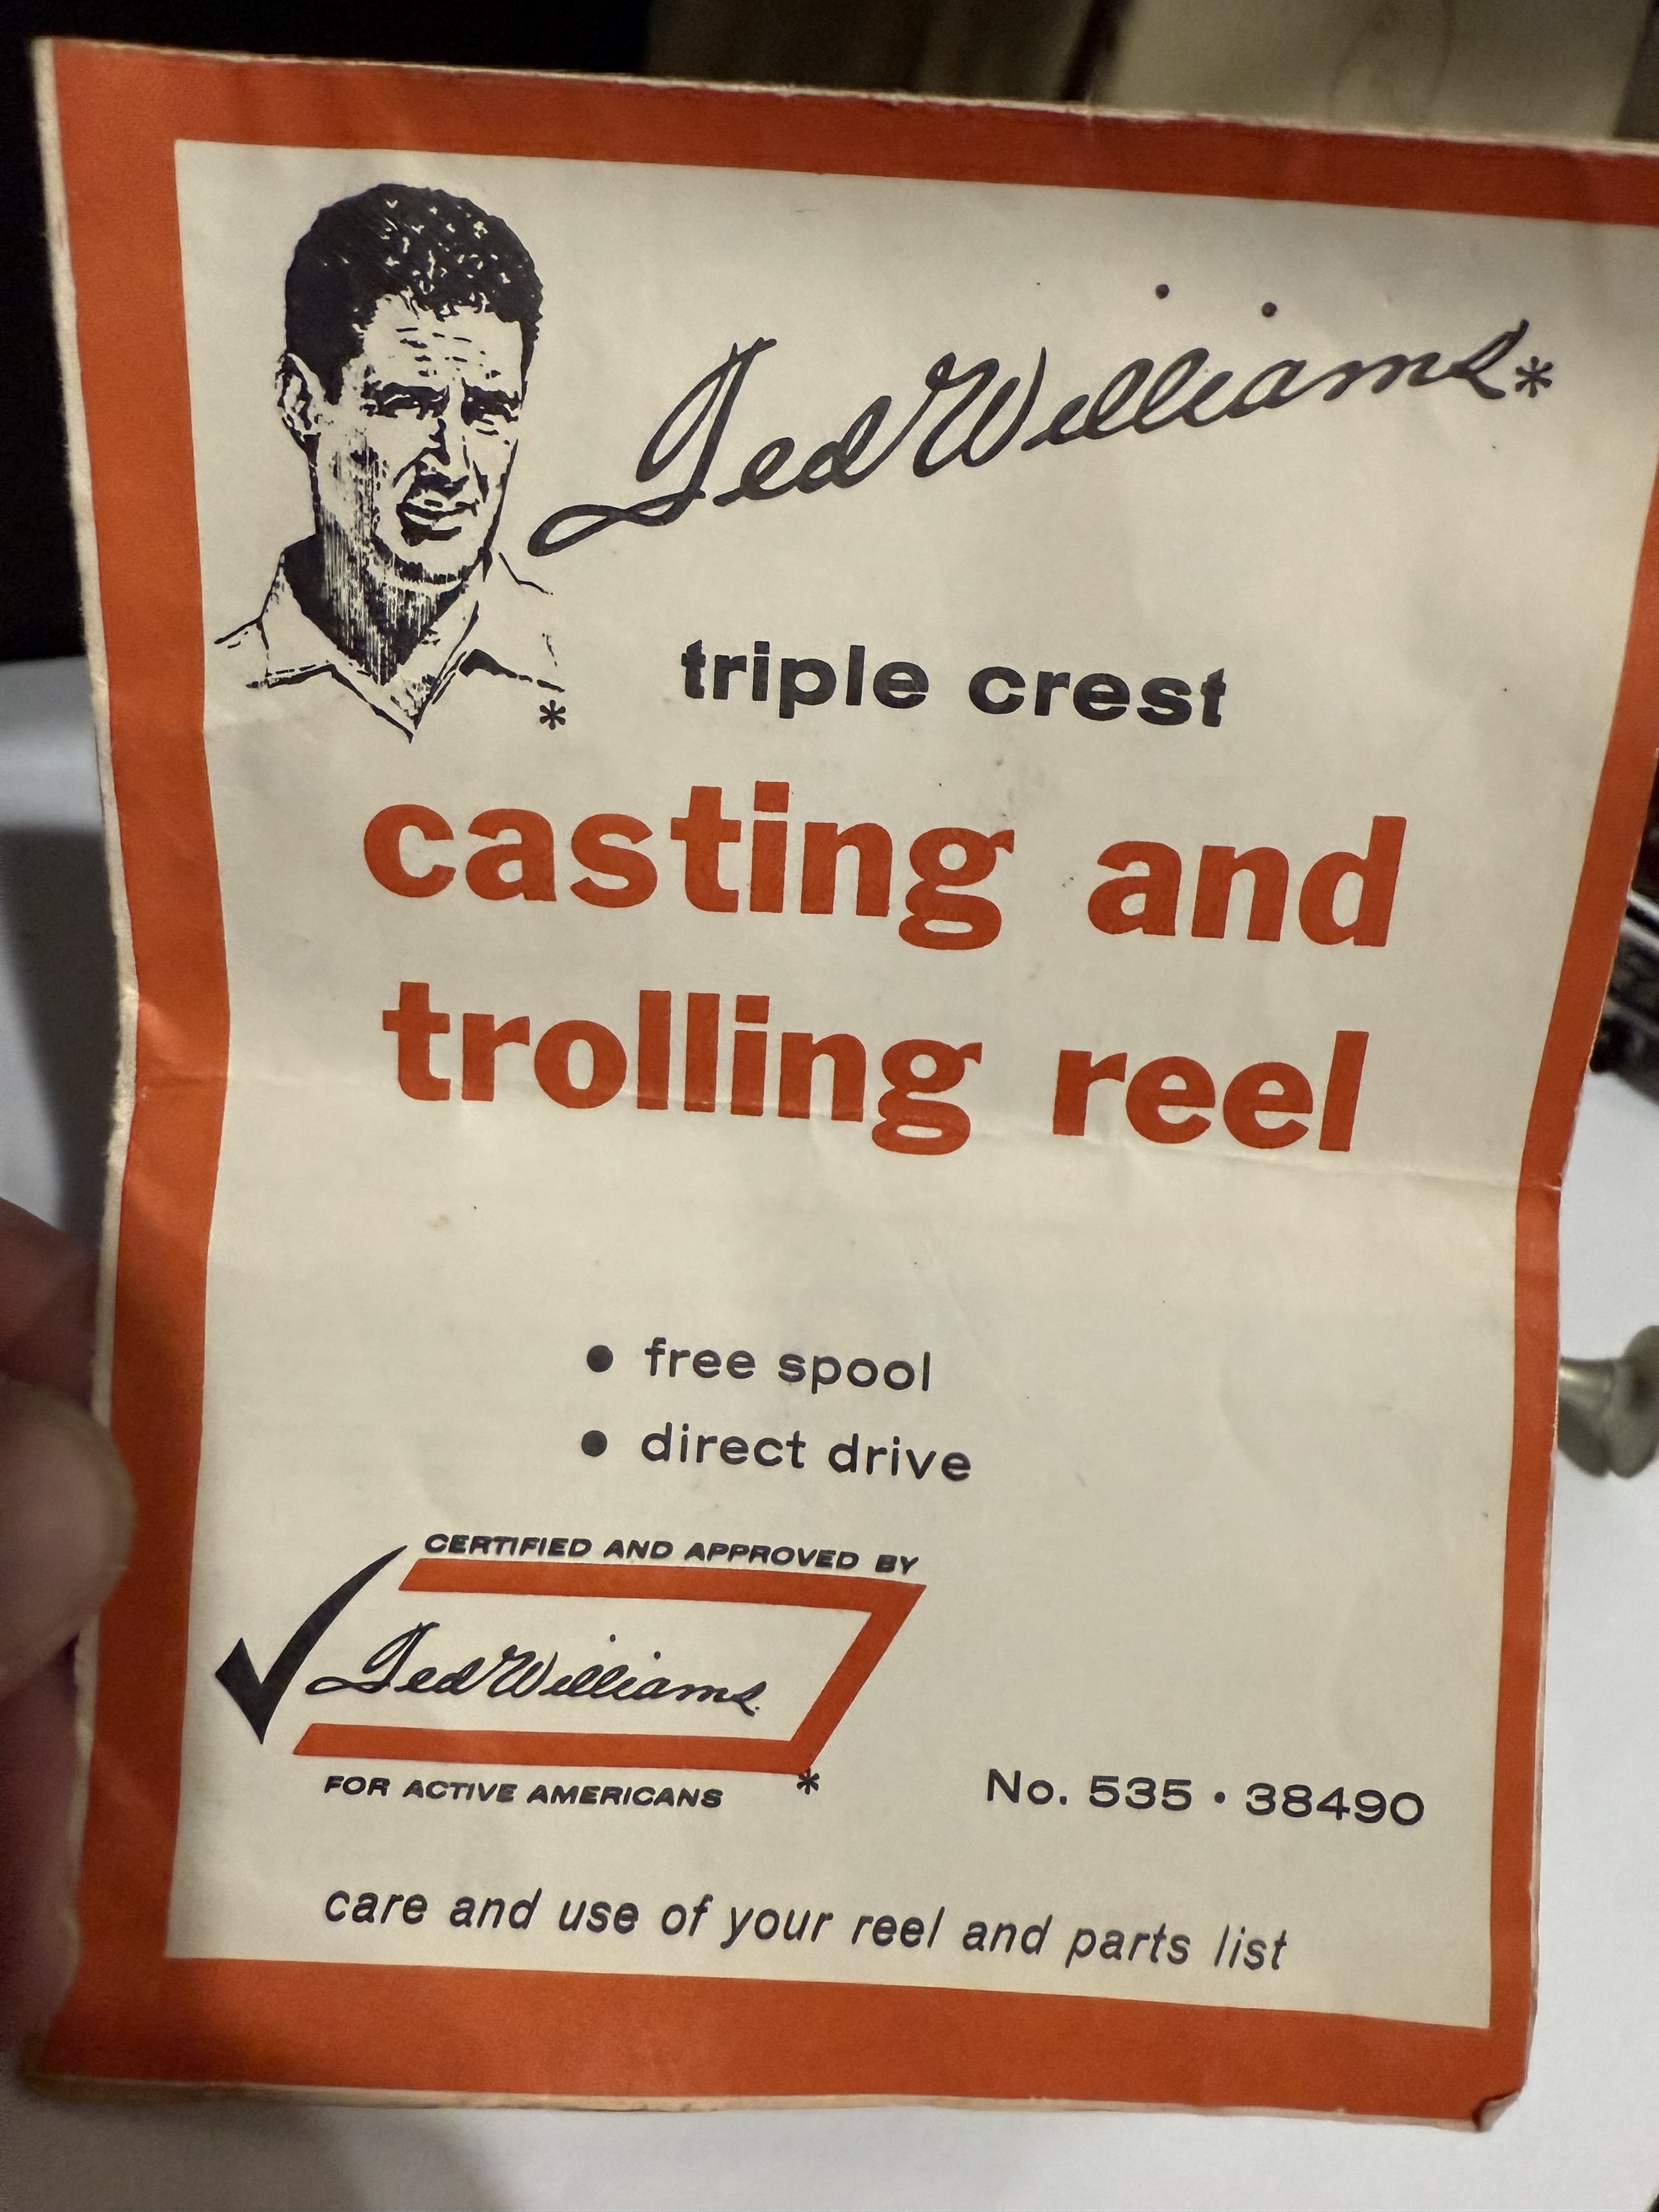 Ted Williams*
*
triple crest
casting and
trolling reel
• free spool
• direct drive
CERTIFIED AND APPROVED BY
Ted Williams
FOR ACTIVE AMERICANS *
No. 535 • 38490
care and use of your reel and parts list